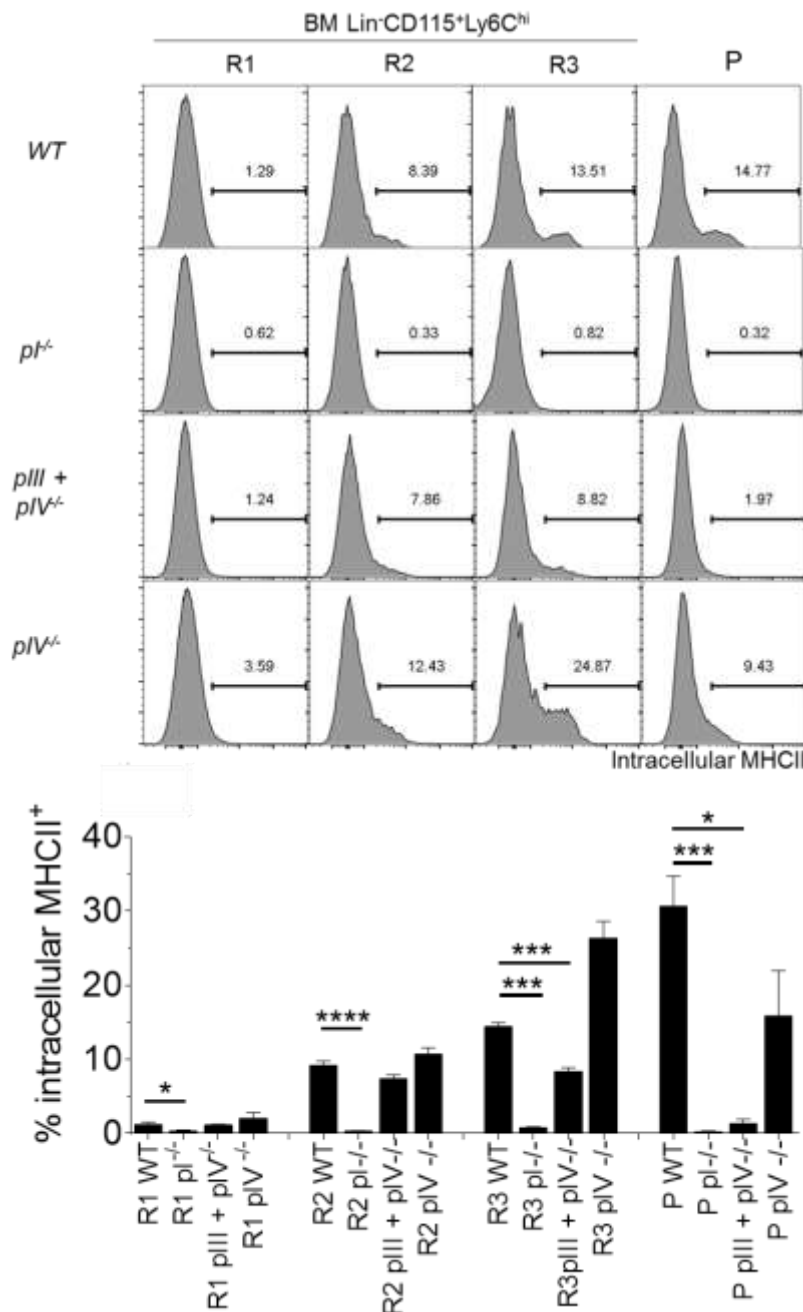 BM Lin⁻CD115⁺Ly6Cʰⁱ
R1 R2 R3 P
WT
1.29 8.39 13.51 14.77
pI⁻/⁻
0.62 0.33 0.82 0.32
pIII +
pIV⁻/⁻
1.24 7.86 8.82 1.97
pIV⁻/⁻
3.59 12.43 24.87 9.43
Intracellular MHCII
% intracellular MHCII⁺
40
30
20
10
0
*
****
***
***
*
***
R1 WT
R1 pI⁻/⁻
R1 pIII + pIV⁻/⁻
R1 pIV⁻/⁻
R2 WT
R2 pI-/-
R2 pIII + pIV-/-
R2 pIV -/-
R3 WT
R3 pI-/-
R3pIII + pIV-/-
R3 pIV -/-
P WT
P pI-/-
P pIII + pIV-/-
P pIV -/-